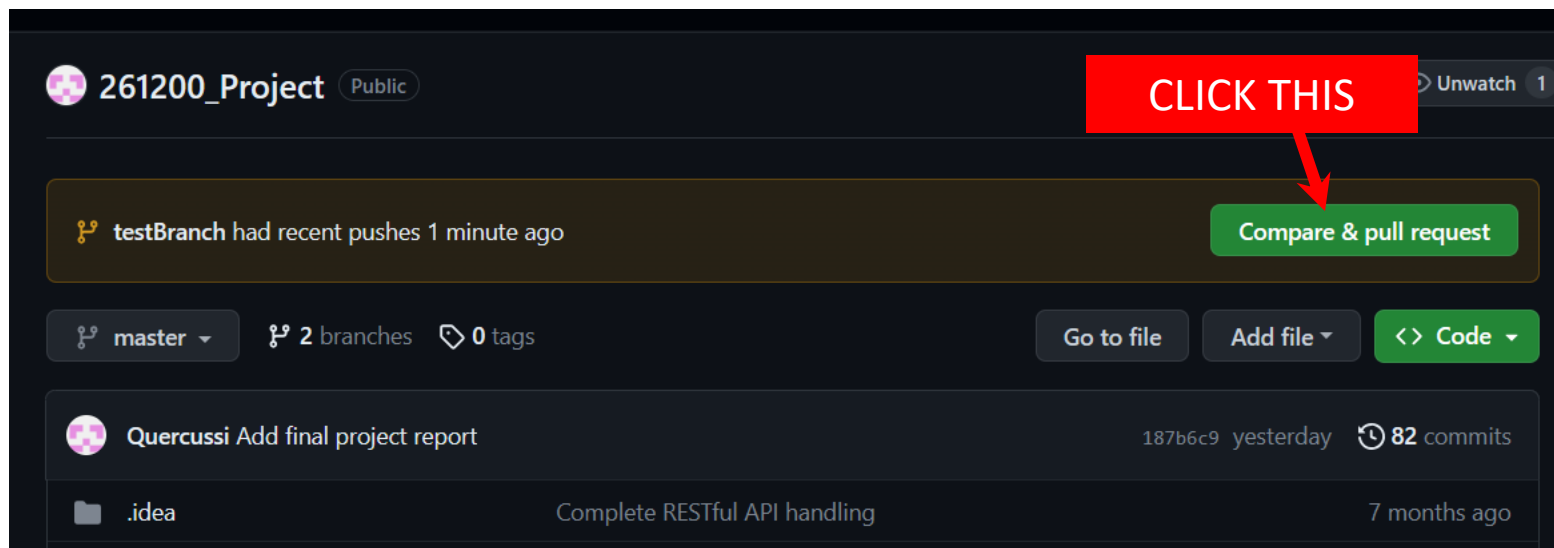 261200_Project Public
CLICK THIS
Unwatch 1
testBranch had recent pushes 1 minute ago
Compare & pull request
master
2 branches
0 tags
Go to file
Add file
<> Code
Quercussi Add final project report
187b6c9 yesterday
82 commits
.idea
Complete RESTful API handling
7 months ago